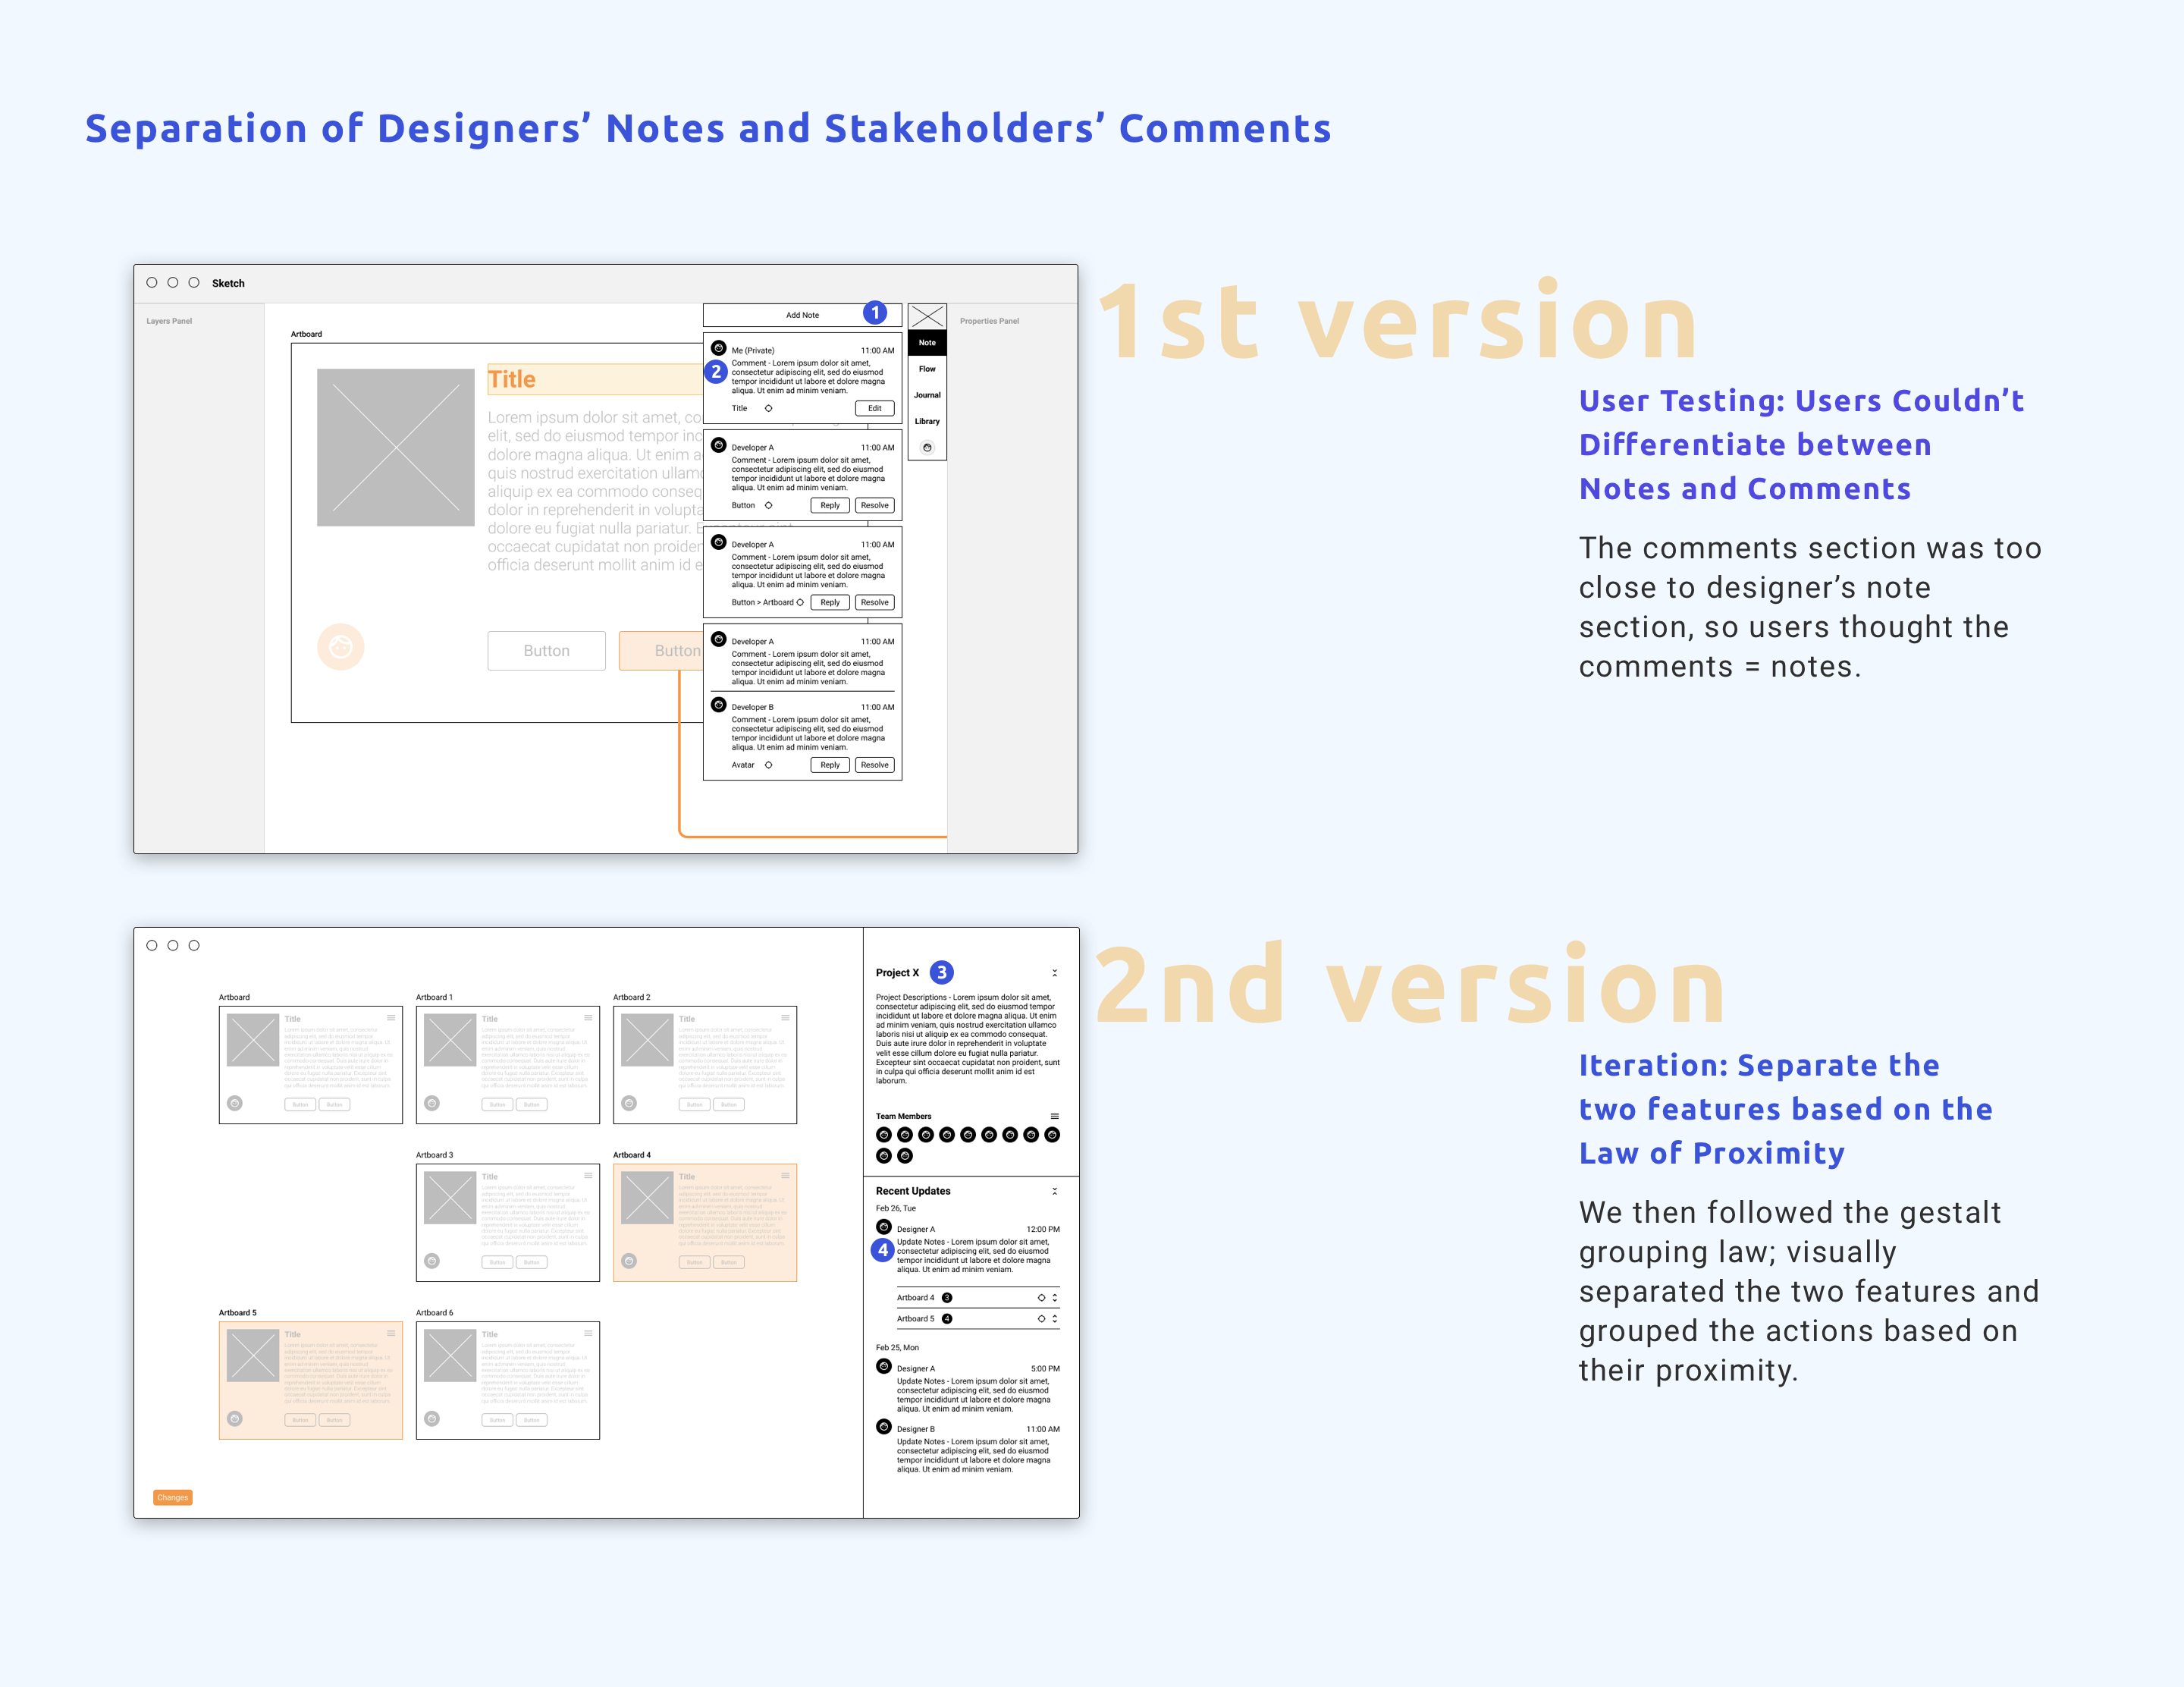 Separation of Designers’ Notes and Stakeholders’ Comments
Sketch
Layers Panel
Artboard
Title
Lorem ipsum dolor sit amet, co
elit, sed do eiusmod tempor inc
dolore magna aliqua. Ut enim a
quis nostrud exercitation ullamc
aliquip ex ea commodo conseq
dolor in reprehenderit in volupta
dolore eu fugiat nulla pariatur.
occaecat cupidatat non proiden
officia deserunt mollit anim id e
Button
Button
Add Note
1
Me (Private) 11:00 AM
2
Comment - Lorem ipsum dolor sit amet,
consectetur adipiscing elit, sed do eiusmod
tempor incididunt ut labore et dolore magna
aliqua. Ut enim ad minim veniam.
Title Edit
Developer A 11:00 AM
Comment - Lorem ipsum dolor sit amet,
consectetur adipiscing elit, sed do eiusmod
tempor incididunt ut labore et dolore magna
aliqua. Ut enim ad minim veniam.
Button Reply Resolve
Developer A 11:00 AM
Comment - Lorem ipsum dolor sit amet,
consectetur adipiscing elit, sed do eiusmod
tempor incididunt ut labore et dolore magna
aliqua. Ut enim ad minim veniam.
Button > Artboard Reply Resolve
Developer A 11:00 AM
Comment - Lorem ipsum dolor sit amet,
consectetur adipiscing elit, sed do eiusmod
tempor incididunt ut labore et dolore magna
aliqua. Ut enim ad minim veniam.
Developer B 11:00 AM
Comment - Lorem ipsum dolor sit amet,
consectetur adipiscing elit, sed do eiusmod
tempor incididunt ut labore et dolore magna
aliqua. Ut enim ad minim veniam.
Avatar Reply Resolve
Note
Flow
Journal
Library
Properties Panel
1st version
User Testing: Users Couldn’t
Differentiate between
Notes and Comments
The comments section was too
close to designer’s note
section, so users thought the
comments = notes.
Artboard
Title
Button Button
Artboard 1
Title
Button Button
Artboard 2
Title
Button Button
Artboard 3
Title
Button Button
Artboard 4
Title
Button Button
Artboard 5
Title
Button Button
Artboard 6
Title
Button Button
Changes
Project X 3
Project Descriptions - Lorem ipsum dolor sit amet,
consectetur adipiscing elit, sed do eiusmod tempor
incididunt ut labore et dolore magna aliqua. Ut enim
ad minim veniam, quis nostrud exercitation ullamco
laboris nisi ut aliquip ex ea commodo consequat.
Duis aute irure dolor in reprehenderit in voluptate
velit esse cillum dolore eu fugiat nulla pariatur.
Excepteur sint occaecat cupidatat non proident, sunt
in culpa qui officia deserunt mollit anim id est
laborum.
Team Members
Recent Updates
Feb 26, Tue
Designer A 12:00 PM
4
Update Notes - Lorem ipsum dolor sit amet,
consectetur adipiscing elit, sed do eiusmod
tempor incididunt ut labore et dolore magna
aliqua. Ut enim ad minim veniam.
Artboard 4 3
Artboard 5 4
Feb 25, Mon
Designer A 5:00 PM
Update Notes - Lorem ipsum dolor sit amet,
consectetur adipiscing elit, sed do eiusmod
tempor incididunt ut labore et dolore magna
aliqua. Ut enim ad minim veniam.
Designer B 11:00 AM
Update Notes - Lorem ipsum dolor sit amet,
consectetur adipiscing elit, sed do eiusmod
tempor incididunt ut labore et dolore magna
aliqua. Ut enim ad minim veniam.
2nd version
Iteration: Separate the
two features based on the
Law of Proximity
We then followed the gestalt
grouping law; visually
separated the two features and
grouped the actions based on
their proximity.